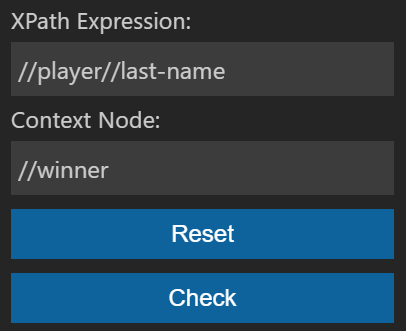 XPath Expression:
//player//last-name
Context Node:
//winner
Reset
Check